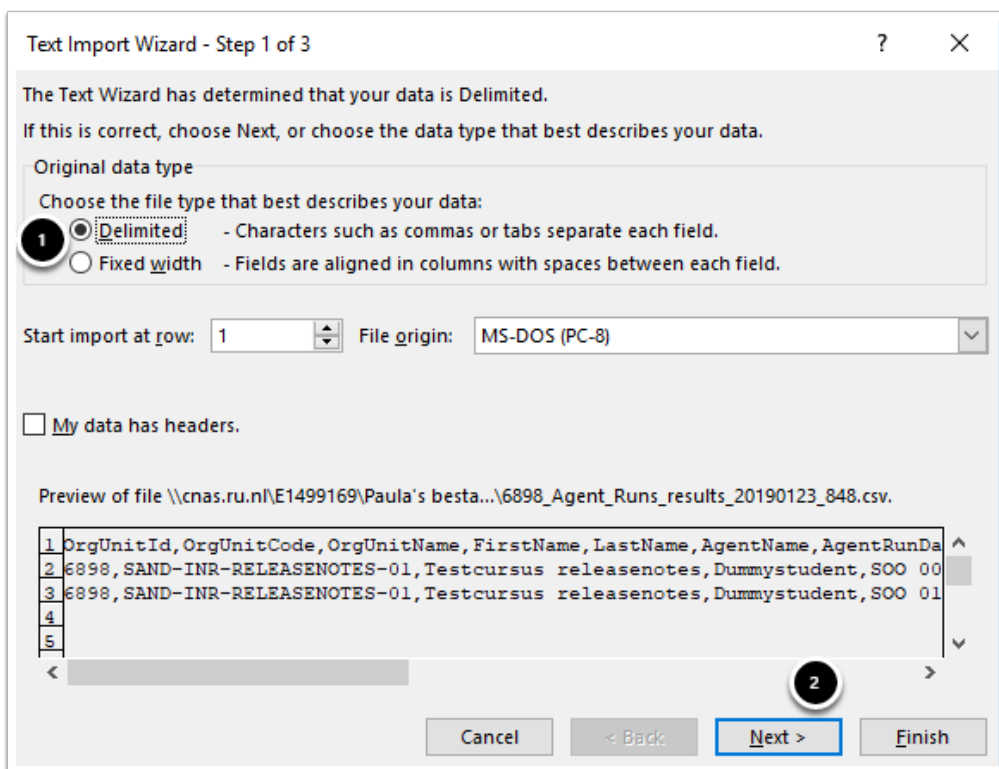 Text Import Wizard - Step 1 of 3 ? ×
The Text Wizard has determined that your data is Delimited.
If this is correct, choose Next, or choose the data type that best describes your data.
Original data type
Choose the file type that best describes your data:
1
Delimited - Characters such as commas or tabs separate each field.
Fixed width - Fields are aligned in columns with spaces between each field.
Start import at row: 1 File origin: MS-DOS (PC-8)
My data has headers.
Preview of file \\cnas.ru.nl\E1499169\Paula's besta...\6898_Agent_Runs_results_20190123_848.csv.
1 OrgUnitId,OrgUnitCode,OrgUnitName,FirstName,LastName,AgentName,AgentRunDa
2 6898,SAND-INR-RELEASENOTES-01,Testcursus releasenotes,Dummystudent,SOO 00
3 6898,SAND-INR-RELEASENOTES-01,Testcursus releasenotes,Dummystudent,SOO 01
4
5
2
Cancel < Back Next > Finish